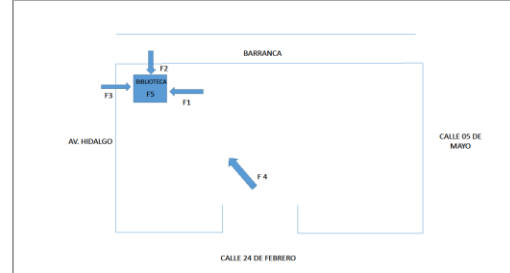 BARRANCA
F2
BIBLIOTECA
F5
F3
F1
AV. HIDALGO
CALLE 05 DE
MAYO
F 4
CALLE 24 DE FEBRERO